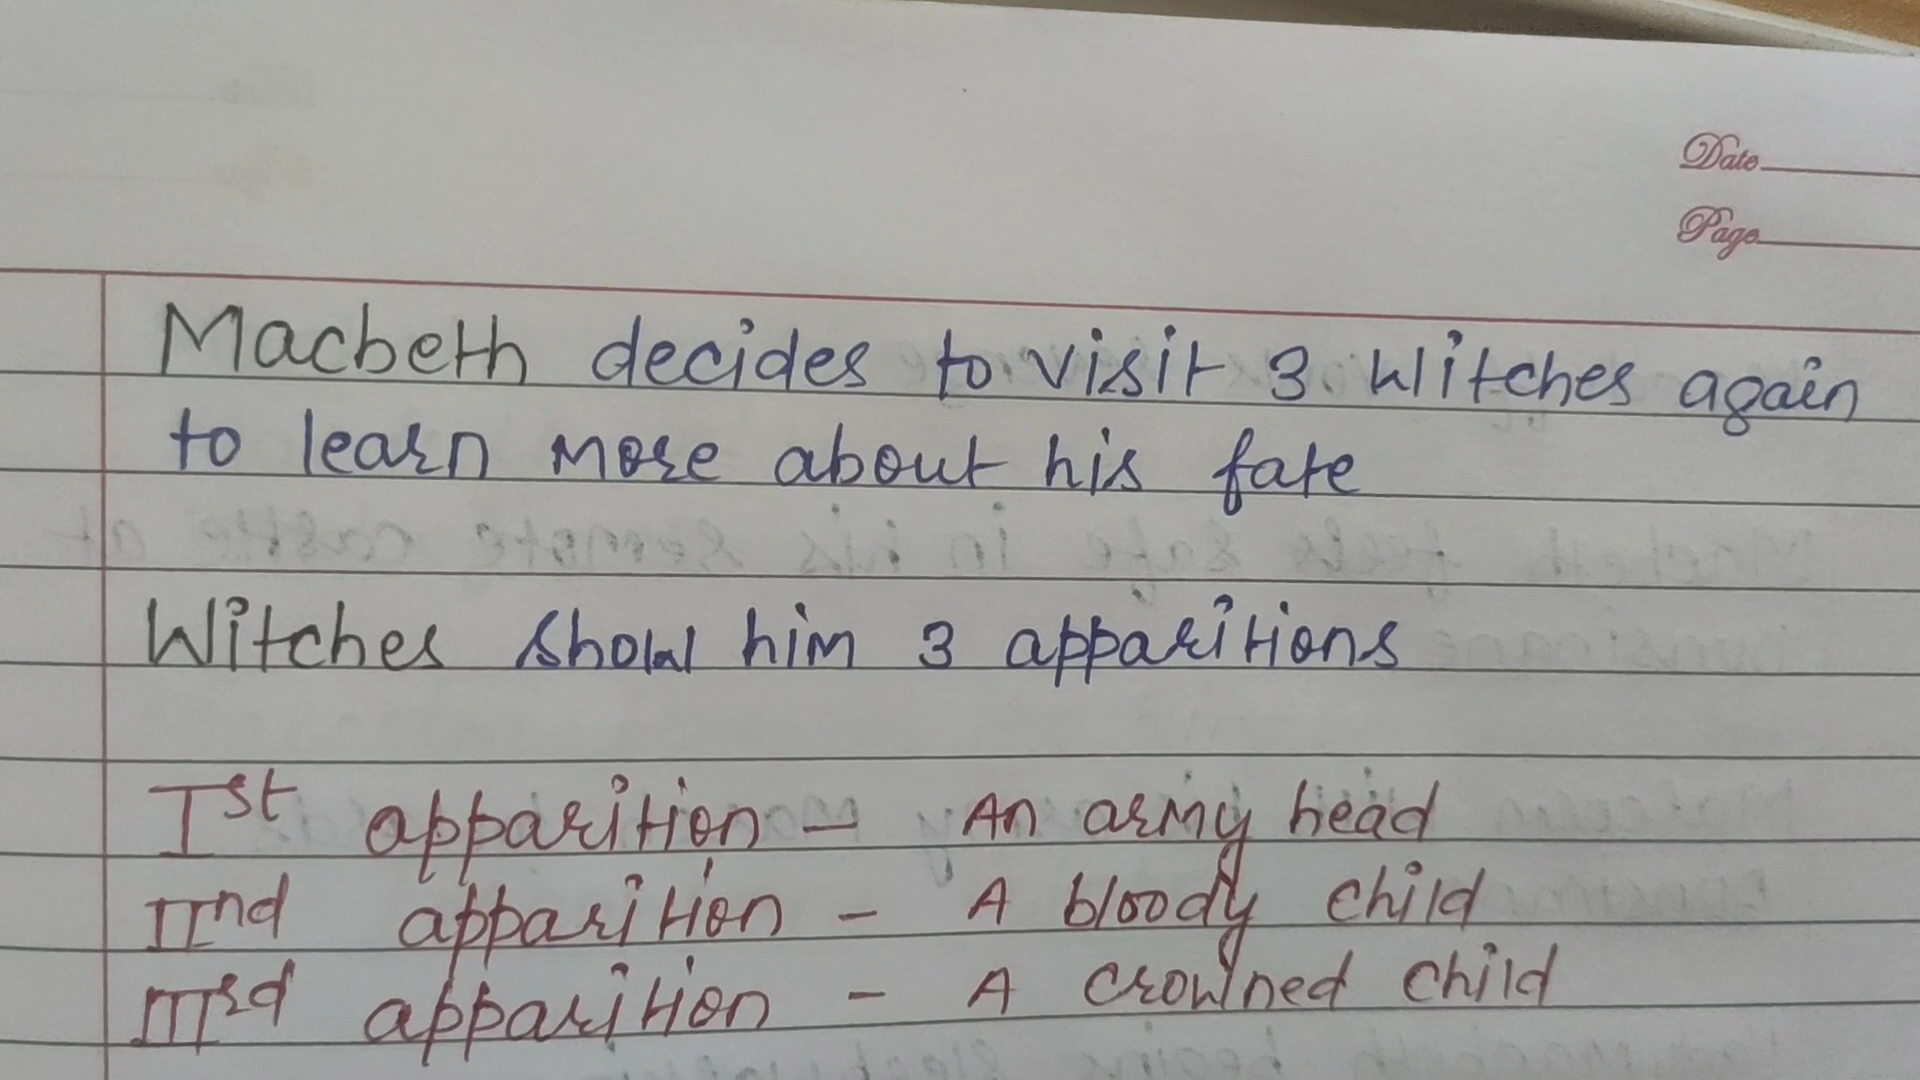 Date
Page
Macbeth decides to visit 3 Witches again
to learn more about his fate
Witches show him 3 apparitions
Ist apparition - An army head
IInd apparition - A bloody child
IIIrd apparition - A crowned child